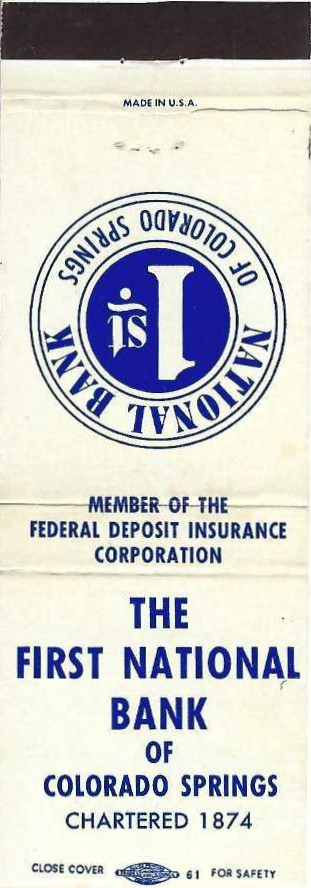 MADE IN U.S.A.
NATIONAL BANK
OF COLORADO SPRINGS
1st
MEMBER OF THE
FEDERAL DEPOSIT INSURANCE
CORPORATION
THE
FIRST NATIONAL
BANK
OF
COLORADO SPRINGS
CHARTERED 1874
CLOSE COVER 61 FOR SAFETY